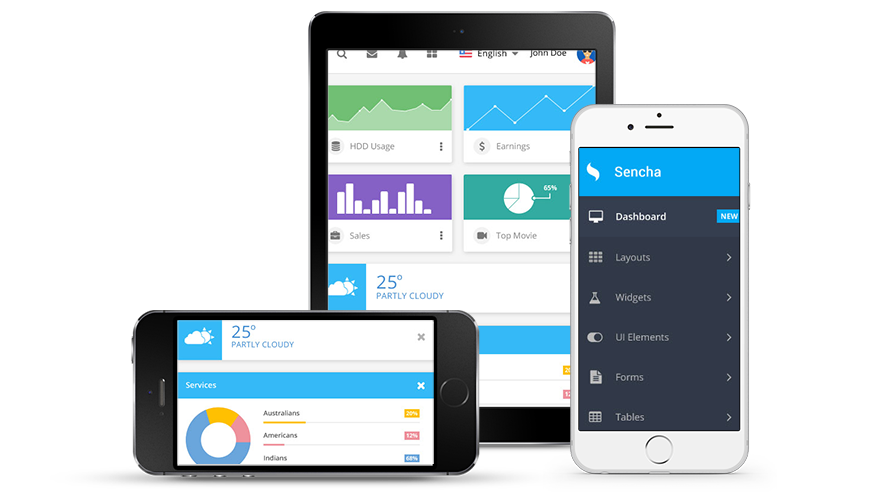 English John Doe
HDD Usage
Earnings
65%
Sales
Top Movie
25°
PARTLY CLOUDY
Sencha
Dashboard NEW
Layouts
Widgets
UI Elements
Forms
Tables
25°
PARTLY CLOUDY
Services
Australians 20%
Americans 12%
Indians 68%